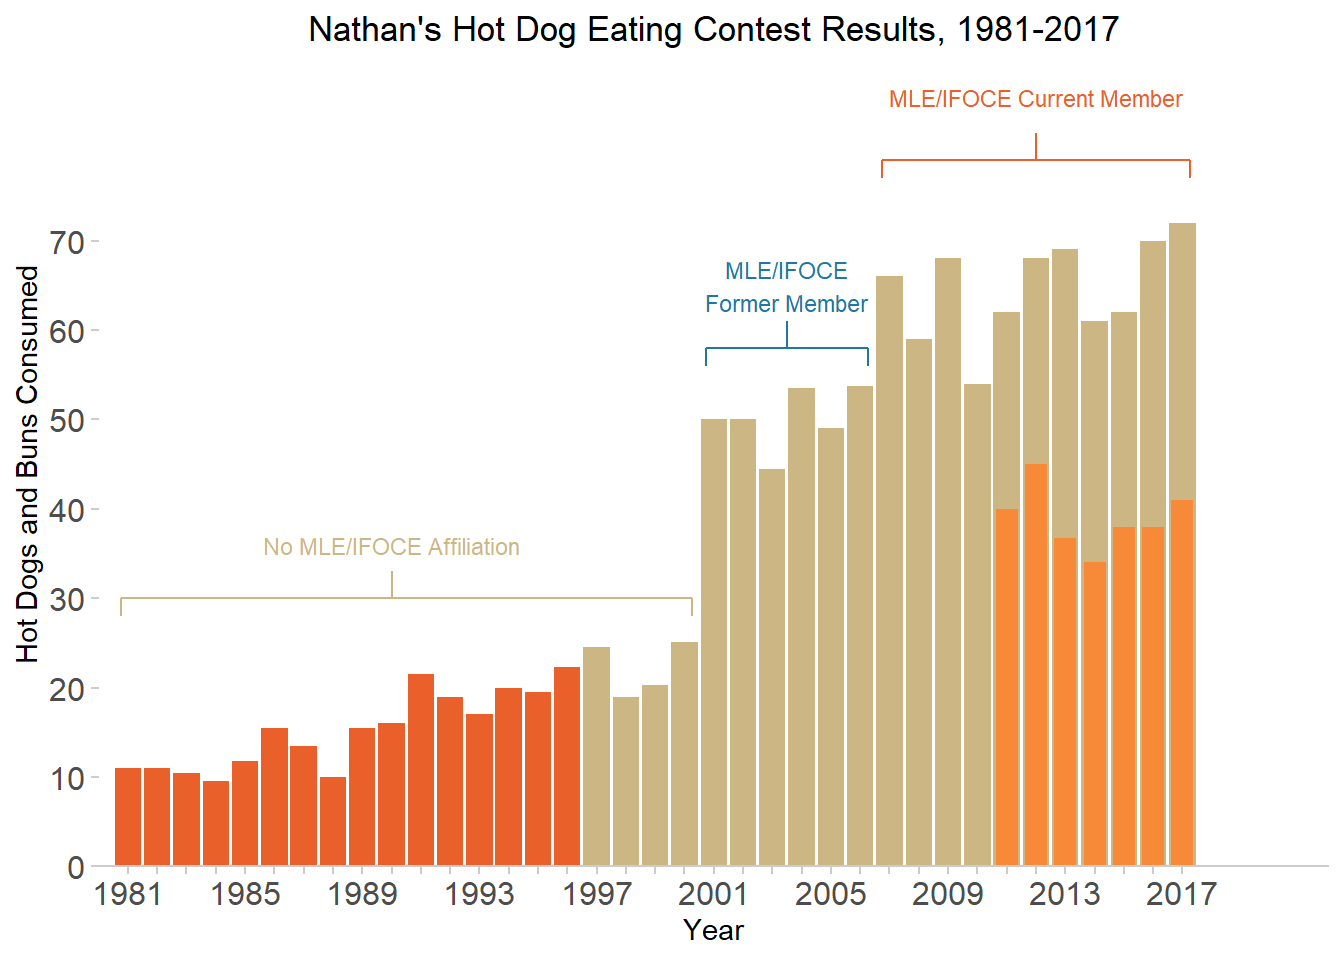 Nathan's Hot Dog Eating Contest Results, 1981-2017
MLE/IFOCE Current Member
MLE/IFOCE
Former Member
No MLE/IFOCE Affiliation
Hot Dogs and Buns Consumed
70
60
50
40
30
20
10
0
1981 1985 1989 1993 1997 2001 2005 2009 2013 2017
Year